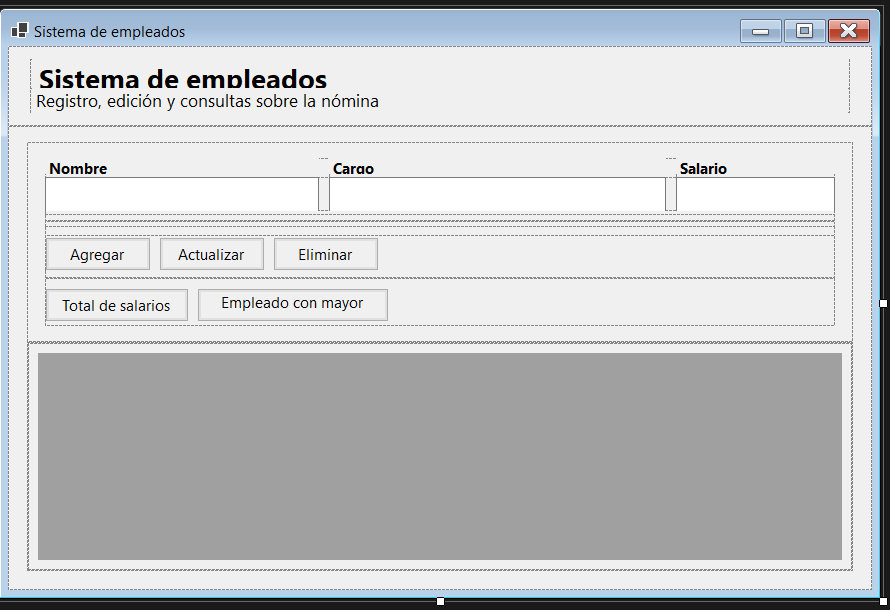 Sistema de empleados
Sistema de empleados
Registro, edición y consultas sobre la nómina
Nombre Cargo Salario
Agregar Actualizar Eliminar
Total de salarios Empleado con mayor